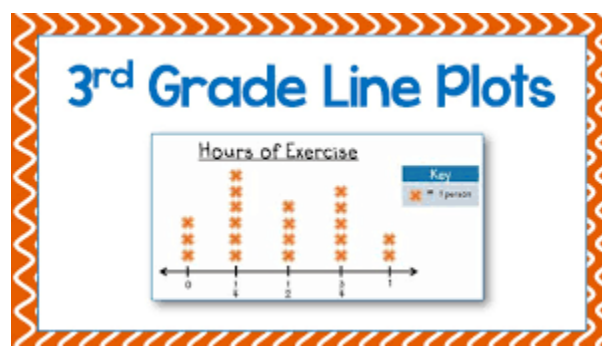 3rd Grade Line Plots
Hours of Exercise
Key
= 1 person
0 1/4 1/2 3/4 1